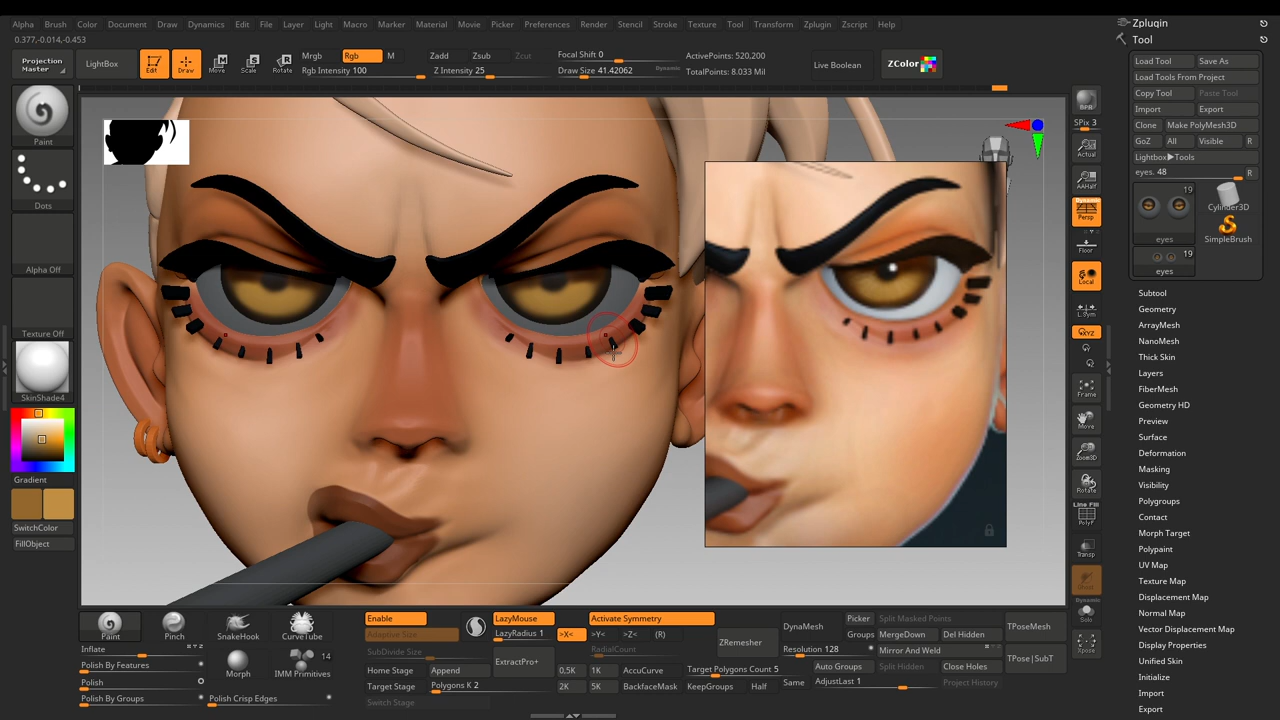 Alpha Brush Color Document Draw Dynamics Edit File Layer Light Macro Marker Material Movie Picker Preferences Render Stencil Stroke Texture Tool Transform Zplugin Zscript Help
0.377,-0.014,-0.453
Projection Master
LightBox
Edit
Draw
Move
Scale
Rotate
Mrgb Rgb M
Rgb Intensity 100
Zadd Zsub Zcut
Z Intensity 25
Focal Shift 0
Draw Size 41.42062 Dynamic
ActivePoints: 520,200
TotalPoints: 8.033 Mil
Live Boolean
ZColor
Zplugin
Tool
Load Tool Save As
Load Tools From Project
Copy Tool Paste Tool
Import Export
Clone Make PolyMesh3D
GoZ All Visible R
Lightbox▶Tools
eyes. 48 R
19
eyes
Cylinder3D
SimpleBrush
19
eyes
Subtool
Geometry
ArrayMesh
NanoMesh
Thick Skin
Layers
FiberMesh
Geometry HD
Preview
Surface
Deformation
Masking
Visibility
Polygroups
Contact
Morph Target
Polypaint
UV Map
Texture Map
Displacement Map
Normal Map
Vector Displacement Map
Display Properties
Unified Skin
Initialize
Import
Export
Paint
Dots
Alpha Off
Texture Off
SkinShade4
Gradient
SwitchColor
FillObject
BPR
SPix 3
Actual
AAHalf
Dynamic
Persp
Floor
Local
L.Sym
XYZ
Frame
Move
Zoom3D
Rotate
Line Fill
PolyF
Transp
Dynamic
Solo
Xpose
Paint
Pinch
SnakeHook
CurveTube
Inflate
Polish By Features
Polish
Polish By Groups
Morph
14
IMM Primitives
Polish Crisp Edges
Enable
Adaptive Size
SubDivide Size
Home Stage Append
Target Stage Polygons K 2
Switch Stage
LazyMouse
LazyRadius 1
ExtractPro+
Activate Symmetry
>X< >Y< >Z< (R)
RadialCount
0.5K 1K AccuCurve
2K 5K BackfaceMask
ZRemesher
Target Polygons Count 5
KeepGroups Half Same
DynaMesh
Picker
Groups
Resolution 128
Auto Groups
AdjustLast 1
Split Masked Points
MergeDown Del Hidden
Mirror And Weld
Split Hidden Close Holes
Project History
TPoseMesh
TPose|SubT